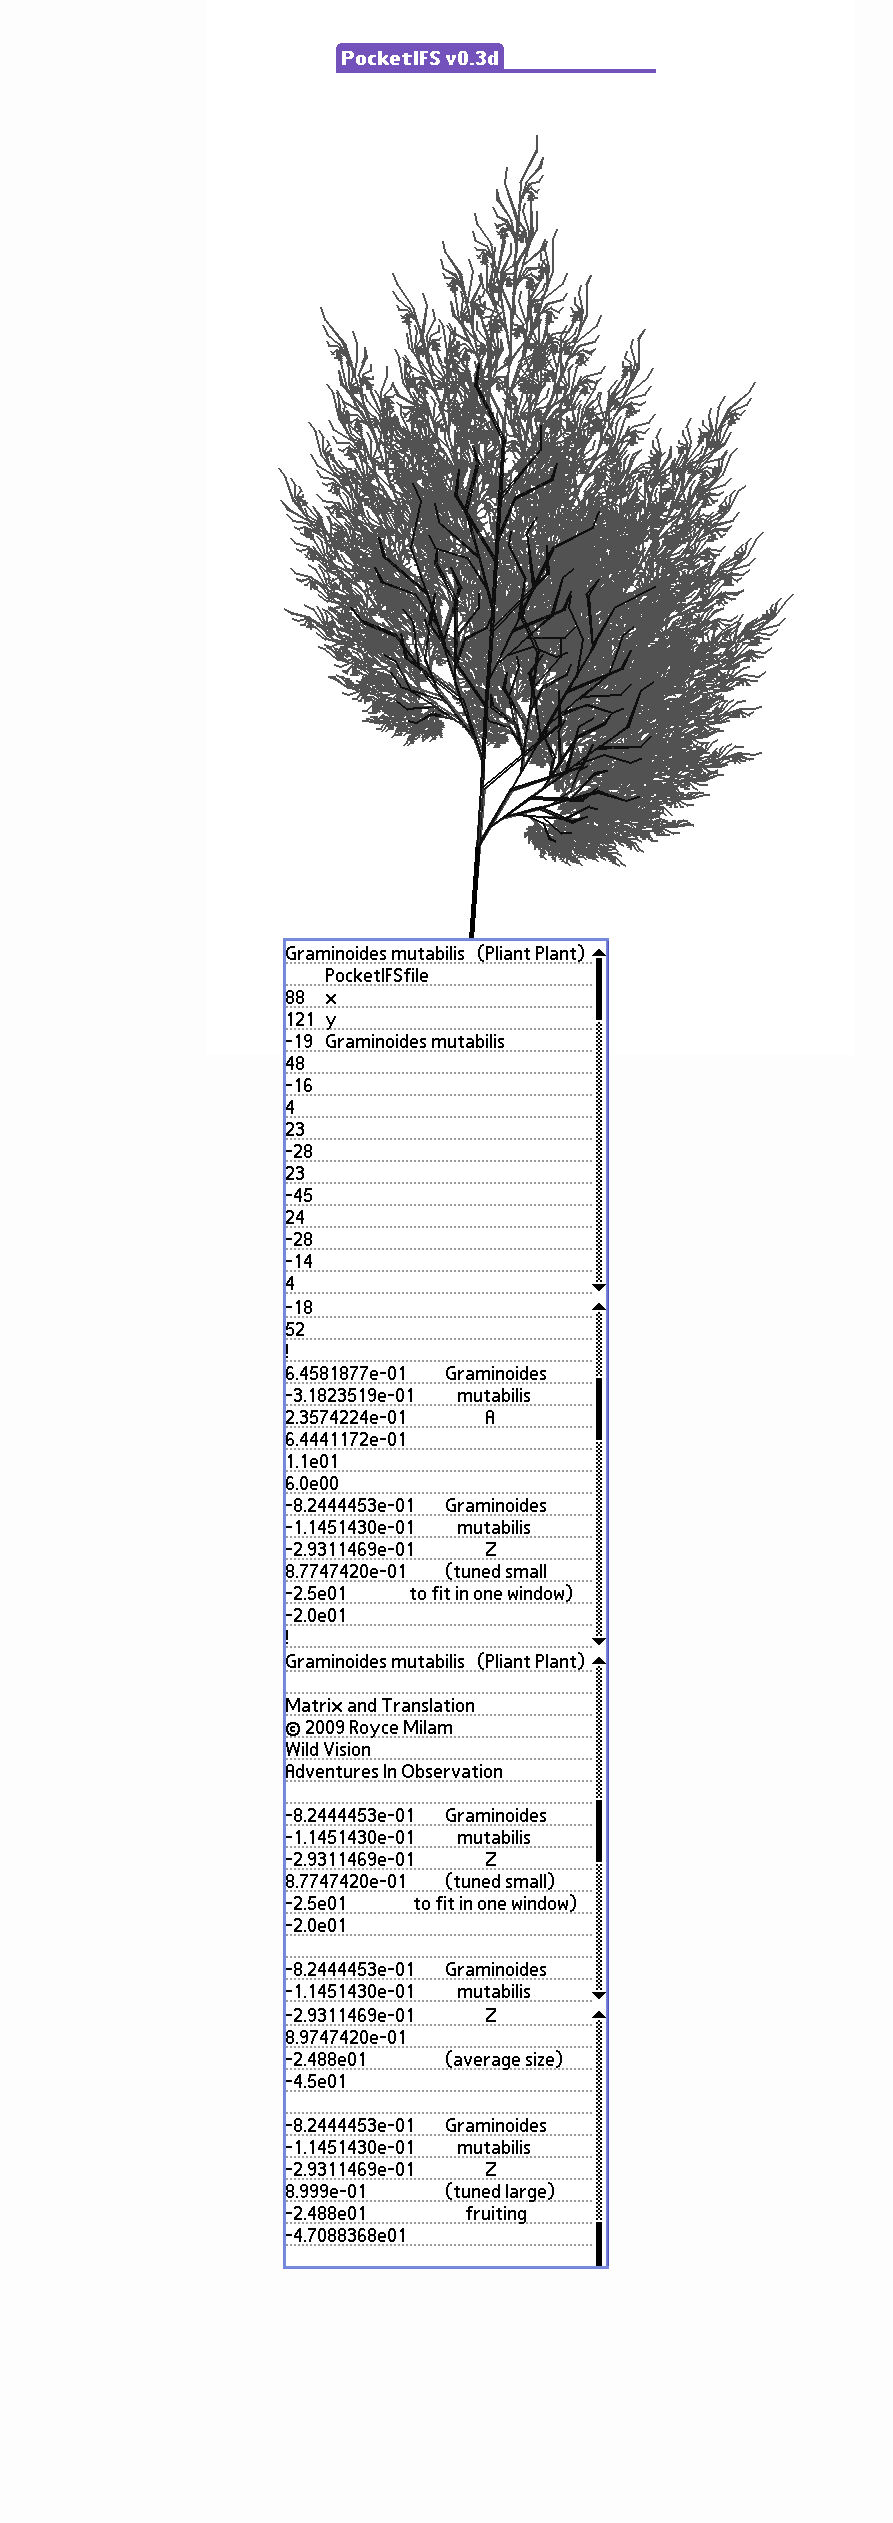 PocketIFS v0.3d
Graminoides mutabilis (Pliant Plant)
PocketIFSfile
88 x
121 y
-19 Graminoides mutabilis
48
-16
4
23
-28
23
-45
24
-28
-14
4
-18
52
!
6.4581877e-01 Graminoides
-3.1823519e-01 mutabilis
2.3574224e-01 A
6.4441172e-01
1.1e01
6.0e00
-8.2444453e-01 Graminoides
-1.1451430e-01 mutabilis
-2.9311469e-01 Z
8.7747420e-01 (tuned small
-2.5e01 to fit in one window)
-2.0e01
!
Graminoides mutabilis (Pliant Plant)
Matrix and Translation
© 2009 Royce Milam
Wild Vision
Adventures In Observation
-8.2444453e-01 Graminoides
-1.1451430e-01 mutabilis
-2.9311469e-01 Z
8.7747420e-01 (tuned small)
-2.5e01 to fit in one window)
-2.0e01
-8.2444453e-01 Graminoides
-1.1451430e-01 mutabilis
-2.9311469e-01 Z
8.9747420e-01
-2.488e01 (average size)
-4.5e01
-8.2444453e-01 Graminoides
-1.1451430e-01 mutabilis
-2.9311469e-01 Z
8.999e-01 (tuned large)
-2.488e01 fruiting
-4.7088368e01